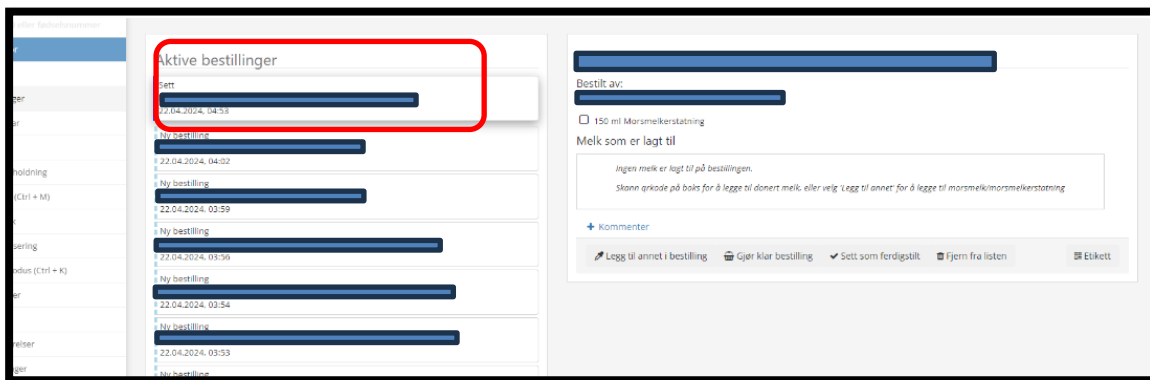 eller
ger
ar
holdning
(Ctrl + M)
sering
odus (Ctrl + K)
er
relser
ger
Aktive bestillinger
Sett
22.04.2024, 04:53
Ny bestilling
22.04.2024, 04:02
Ny bestilling
22.04.2024, 03:59
Ny bestilling
22.04.2024, 03:56
Ny bestilling
22.04.2024, 03:54
Ny bestilling
22.04.2024, 03:53
Ny bestilling
Bestilt av:
150 ml Morsmelkerstatning
Melk som er lagt til
Ingen melk er lagt til på bestillingen.
Skann qrkode på boks for å legge til donert melk, eller velg 'Legg til annet' for å legge til morsmelk/morsmelkerstatning
+ Kommenter
Legg til annet i bestilling Gjør klar bestilling Sett som ferdigstilt Fjern fra listen Etikett